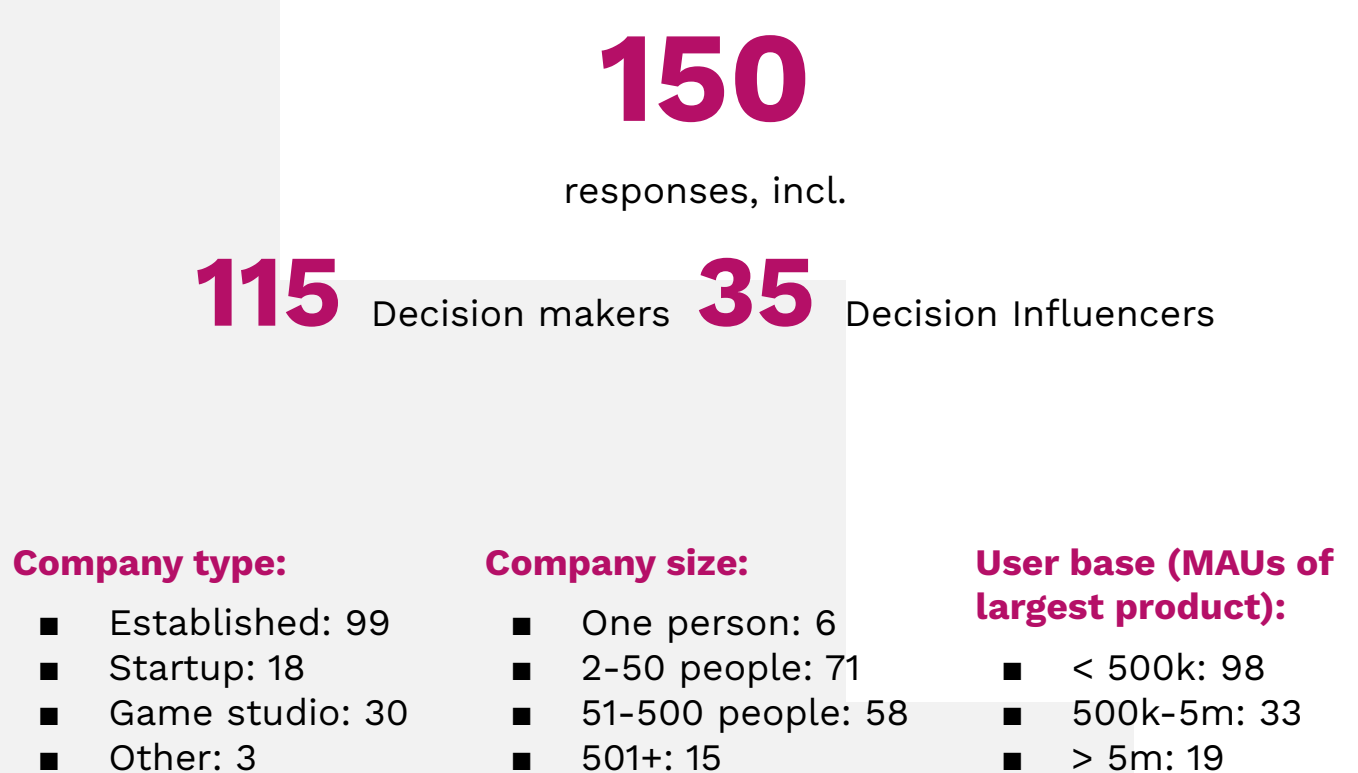 150
responses, incl.
115 Decision makers 35 Decision Influencers
Company type:
■ Established: 99
■ Startup: 18
■ Game studio: 30
■ Other: 3
Company size:
■ One person: 6
■ 2-50 people: 71
■ 51-500 people: 58
■ 501+: 15
User base (MAUs of
largest product):
■ < 500k: 98
■ 500k-5m: 33
■ > 5m: 19